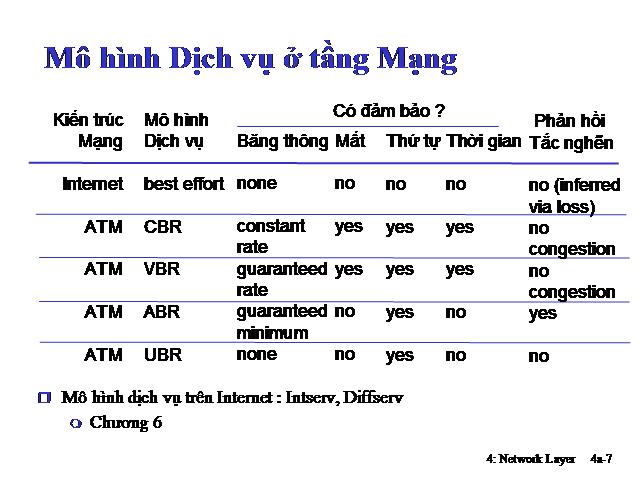 Mô hình Dịch vụ ở tầng Mạng
Có đảm bảo ?
Kiến trúc Mạng Mô hình Dịch vụ Băng thông Mất Thứ tự Thời gian Phản hồi Tắc nghẽn
Internet best effort none no no no no (inferred via loss)
ATM CBR constant rate yes yes yes no congestion
ATM VBR guaranteed rate yes yes yes no congestion
ATM ABR guaranteed minimum no yes no yes
ATM UBR none no yes no no
Mô hình dịch vụ trên Internet : Intserv, Diffserv
Chương 6
4: Network Layer 4a-7